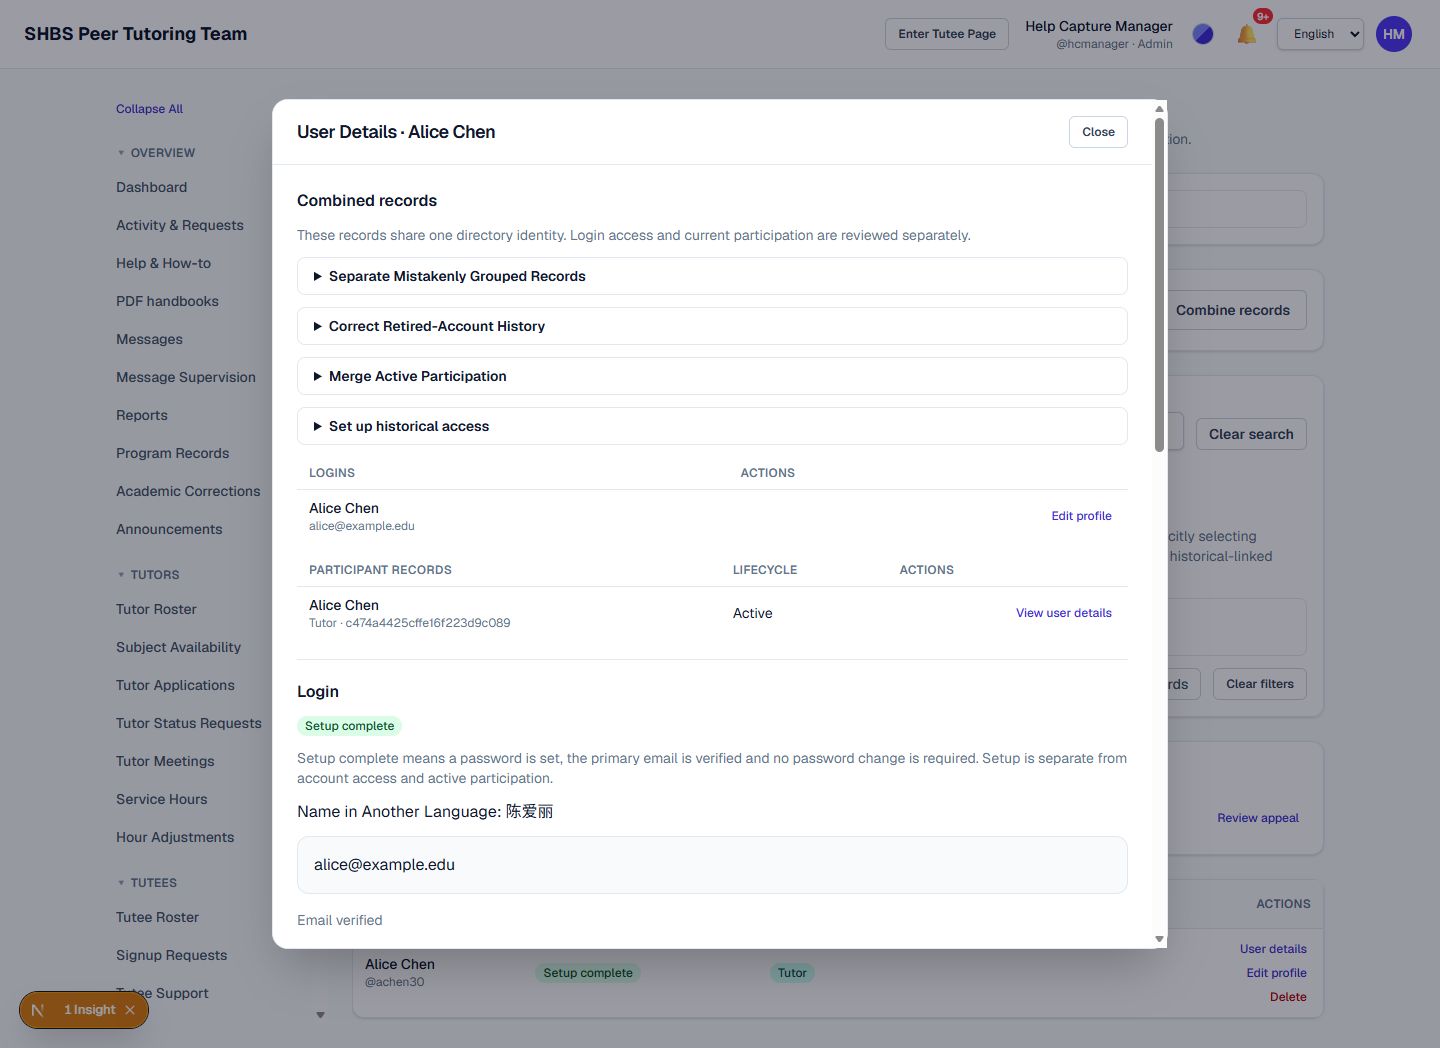 SHBS Peer Tutoring Team
Enter Tutee Page
Help Capture Manager
@hcmanager · Admin
9+
English
HM
Collapse All
OVERVIEW
Dashboard
Activity & Requests
Help & How-to
PDF handbooks
Messages
Message Supervision
Reports
Program Records
Academic Corrections
Announcements
TUTORS
Tutor Roster
Subject Availability
Tutor Applications
Tutor Status Requests
Tutor Meetings
Service Hours
Hour Adjustments
TUTEES
Tutee Roster
Signup Requests
Tutee Support
1 Insight
User Details · Alice Chen
Close
Combined records
These records share one directory identity. Login access and current participation are reviewed separately.
Separate Mistakenly Grouped Records
Correct Retired-Account History
Merge Active Participation
Set up historical access
LOGINS ACTIONS
Alice Chen
alice@example.edu
Edit profile
PARTICIPANT RECORDS LIFECYCLE ACTIONS
Alice Chen
Tutor · c474a4425cffe16f223d9c089
Active
View user details
Login
Setup complete
Setup complete means a password is set, the primary email is verified and no password change is required. Setup is separate from
account access and active participation.
Name in Another Language: 陈爱丽
alice@example.edu
Email verified
Combine records
Clear search
selecting
historical-linked
Clear filters
Review appeal
ACTIONS
Alice Chen
@achen30
Setup complete
Tutor
User details
Edit profile
Delete